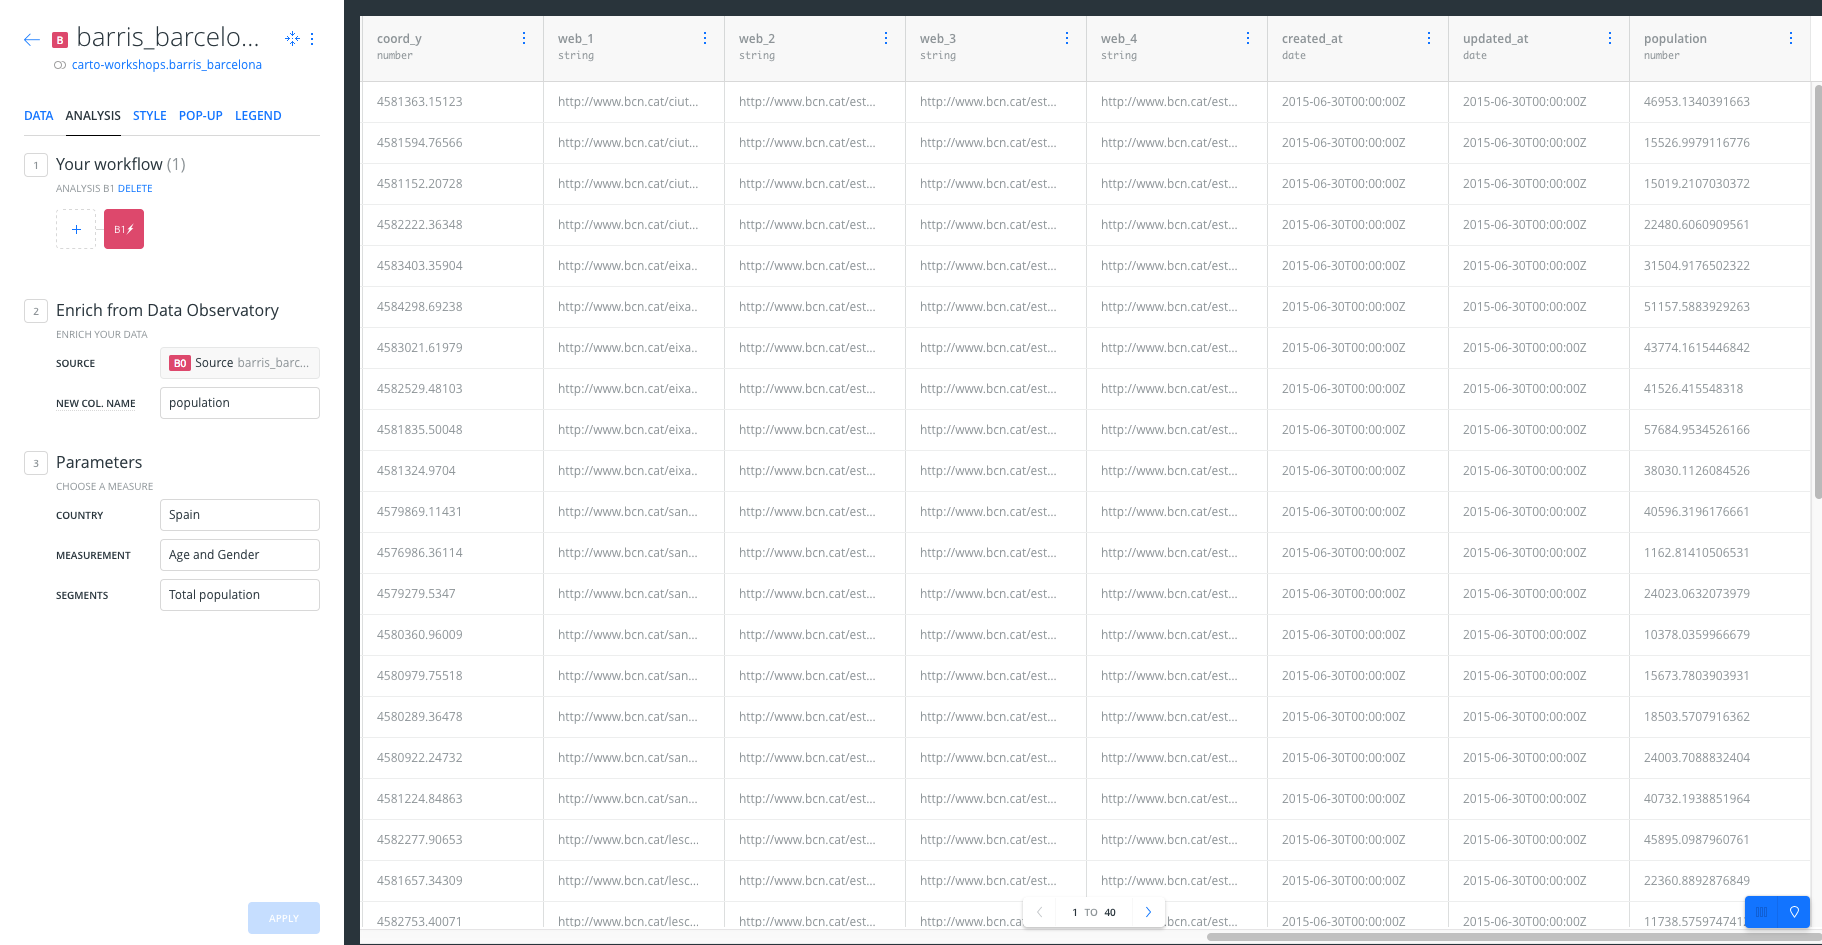 B barris_barcelo...
carto-workshops.barris_barcelona
DATA ANALYSIS STYLE POP-UP LEGEND
1 Your workflow (1)
ANALYSIS B1 DELETE
+ B1
2 Enrich from Data Observatory
ENRICH YOUR DATA
SOURCE B0 Source barris_barc...
NEW COL. NAME population
3 Parameters
CHOOSE A MEASURE
COUNTRY Spain
MEASUREMENT Age and Gender
SEGMENTS Total population
APPLY
coord_y web_1 web_2 web_3 web_4 created_at updated_at population
number string string string string date date number
4581363.15123 http://www.bcn.cat/ciut... http://www.bcn.cat/est... http://www.bcn.cat/est... http://www.bcn.cat/est... 2015-06-30T00:00:00Z 2015-06-30T00:00:00Z 46953.1340391663
4581594.76566 http://www.bcn.cat/ciut... http://www.bcn.cat/est... http://www.bcn.cat/est... http://www.bcn.cat/est... 2015-06-30T00:00:00Z 2015-06-30T00:00:00Z 15526.9979116776
4581152.20728 http://www.bcn.cat/ciut... http://www.bcn.cat/est... http://www.bcn.cat/est... http://www.bcn.cat/est... 2015-06-30T00:00:00Z 2015-06-30T00:00:00Z 15019.2107030372
4582222.36348 http://www.bcn.cat/ciut... http://www.bcn.cat/est... http://www.bcn.cat/est... http://www.bcn.cat/est... 2015-06-30T00:00:00Z 2015-06-30T00:00:00Z 22480.6060909561
4583403.35904 http://www.bcn.cat/eixa.. http://www.bcn.cat/est... http://www.bcn.cat/est... http://www.bcn.cat/est... 2015-06-30T00:00:00Z 2015-06-30T00:00:00Z 31504.9176502322
4584298.69238 http://www.bcn.cat/eixa.. http://www.bcn.cat/est... http://www.bcn.cat/est... http://www.bcn.cat/est... 2015-06-30T00:00:00Z 2015-06-30T00:00:00Z 51157.5883929263
4583021.61979 http://www.bcn.cat/eixa.. http://www.bcn.cat/est... http://www.bcn.cat/est... http://www.bcn.cat/est... 2015-06-30T00:00:00Z 2015-06-30T00:00:00Z 43774.1615446842
4582529.48103 http://www.bcn.cat/eixa.. http://www.bcn.cat/est... http://www.bcn.cat/est... http://www.bcn.cat/est... 2015-06-30T00:00:00Z 2015-06-30T00:00:00Z 41526.415548318
4581835.50048 http://www.bcn.cat/eixa.. http://www.bcn.cat/est... http://www.bcn.cat/est... http://www.bcn.cat/est... 2015-06-30T00:00:00Z 2015-06-30T00:00:00Z 57684.9534526166
4581324.9704 http://www.bcn.cat/eixa.. http://www.bcn.cat/est... http://www.bcn.cat/est... http://www.bcn.cat/est... 2015-06-30T00:00:00Z 2015-06-30T00:00:00Z 38030.1126084526
4579869.11431 http://www.bcn.cat/san... http://www.bcn.cat/est... http://www.bcn.cat/est... http://www.bcn.cat/est... 2015-06-30T00:00:00Z 2015-06-30T00:00:00Z 40596.3196176661
4576986.36114 http://www.bcn.cat/san... http://www.bcn.cat/est... http://www.bcn.cat/est... http://www.bcn.cat/est... 2015-06-30T00:00:00Z 2015-06-30T00:00:00Z 1162.81410506531
4579279.5347 http://www.bcn.cat/san... http://www.bcn.cat/est... http://www.bcn.cat/est... http://www.bcn.cat/est... 2015-06-30T00:00:00Z 2015-06-30T00:00:00Z 24023.0632073979
4580360.96009 http://www.bcn.cat/san... http://www.bcn.cat/est... http://www.bcn.cat/est... http://www.bcn.cat/est... 2015-06-30T00:00:00Z 2015-06-30T00:00:00Z 10378.0359966679
4580979.75518 http://www.bcn.cat/san... http://www.bcn.cat/est... http://www.bcn.cat/est... http://www.bcn.cat/est... 2015-06-30T00:00:00Z 2015-06-30T00:00:00Z 15673.7803903931
4580289.36478 http://www.bcn.cat/san... http://www.bcn.cat/est... http://www.bcn.cat/est... http://www.bcn.cat/est... 2015-06-30T00:00:00Z 2015-06-30T00:00:00Z 18503.5707916362
4580922.24732 http://www.bcn.cat/san... http://www.bcn.cat/est... http://www.bcn.cat/est... http://www.bcn.cat/est... 2015-06-30T00:00:00Z 2015-06-30T00:00:00Z 24003.7088832404
4581224.84863 http://www.bcn.cat/san... http://www.bcn.cat/est... http://www.bcn.cat/est... http://www.bcn.cat/est... 2015-06-30T00:00:00Z 2015-06-30T00:00:00Z 40732.1938851964
4582277.90653 http://www.bcn.cat/lesc... http://www.bcn.cat/est... http://www.bcn.cat/est... http://www.bcn.cat/est... 2015-06-30T00:00:00Z 2015-06-30T00:00:00Z 45895.0987960761
4581657.34309 http://www.bcn.cat/lesc... http://www.bcn.cat/est... http://www.bcn.cat/est... http://www.bcn.cat/est... 2015-06-30T00:00:00Z 2015-06-30T00:00:00Z 22360.8892876849
4582753.40071 http://www.bcn.cat/lesc... http://www.bcn.cat/est... http://www.bcn.cat/est... bcn.cat/est... 2015-06-30T00:00:00Z 2015-06-30T00:00:00Z 11738.575974741
1 TO 40